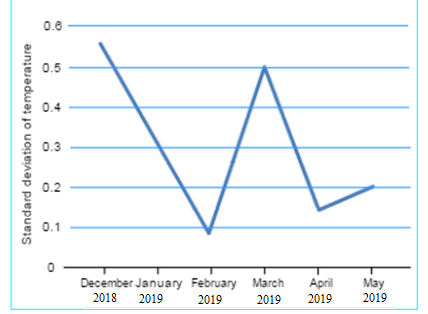 Standard deviation of temperature
0.6
0.5
0.4
0.3
0.2
0.1
0
December January February March April May
2018 2019 2019 2019 2019 2019